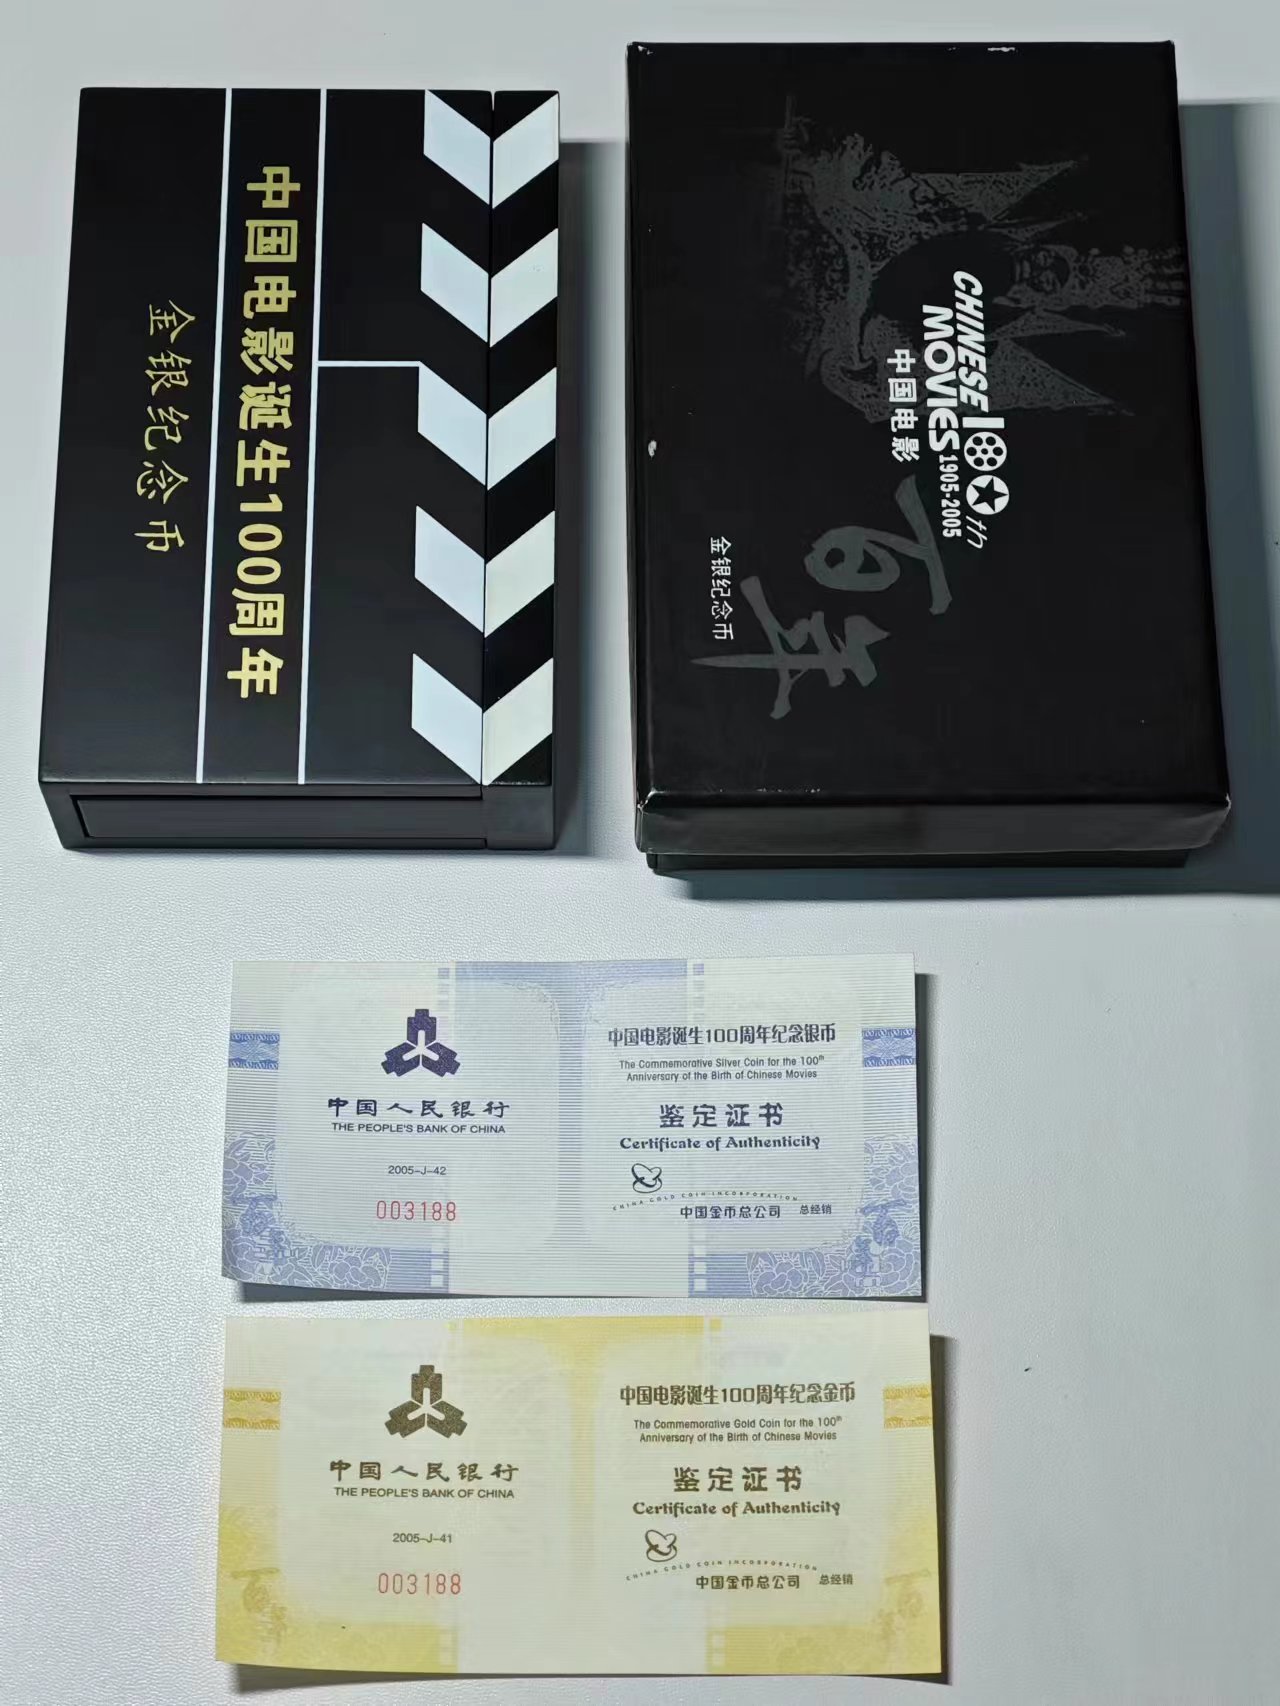 中国电影诞生100周年
金银纪念币
CHINESE 100th
MOVIES 1905-2005
中国电影
百年
金银纪念币
中国人民银行
THE PEOPLE'S BANK OF CHINA
2005-J-42
003188
中国电影诞生100周年纪念银币
The Commemorative Silver Coin for the 100th
Anniversary of the Birth of Chinese Movies
鉴定证书
Certificate of Authenticity
CHINA GOLD COIN INCORPORATION
中国金币总公司 总经销
百年
中国人民银行
THE PEOPLE'S BANK OF CHINA
2005-J-41
003188
中国电影诞生100周年纪念金币
The Commemorative Gold Coin for the 100th
Anniversary of the Birth of Chinese Movies
鉴定证书
Certificate of Authenticity
CHINA GOLD COIN INCORPORATION
中国金币总公司 总经销
百年